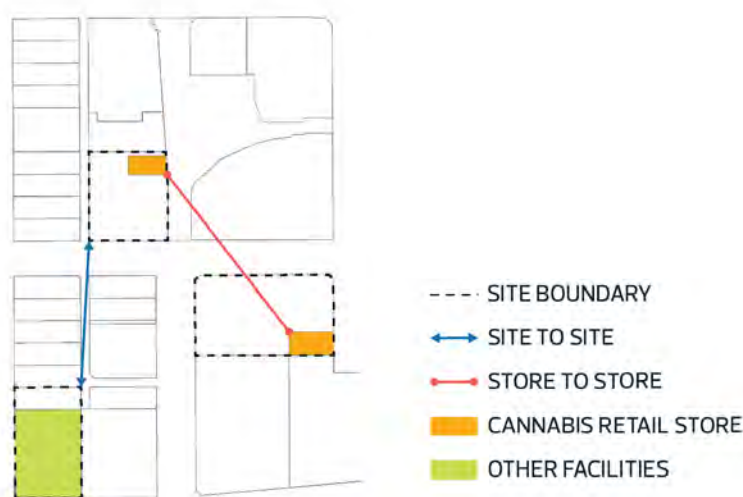 SITE BOUNDARY
SITE TO SITE
STORE TO STORE
CANNABIS RETAIL STORE
OTHER FACILITIES